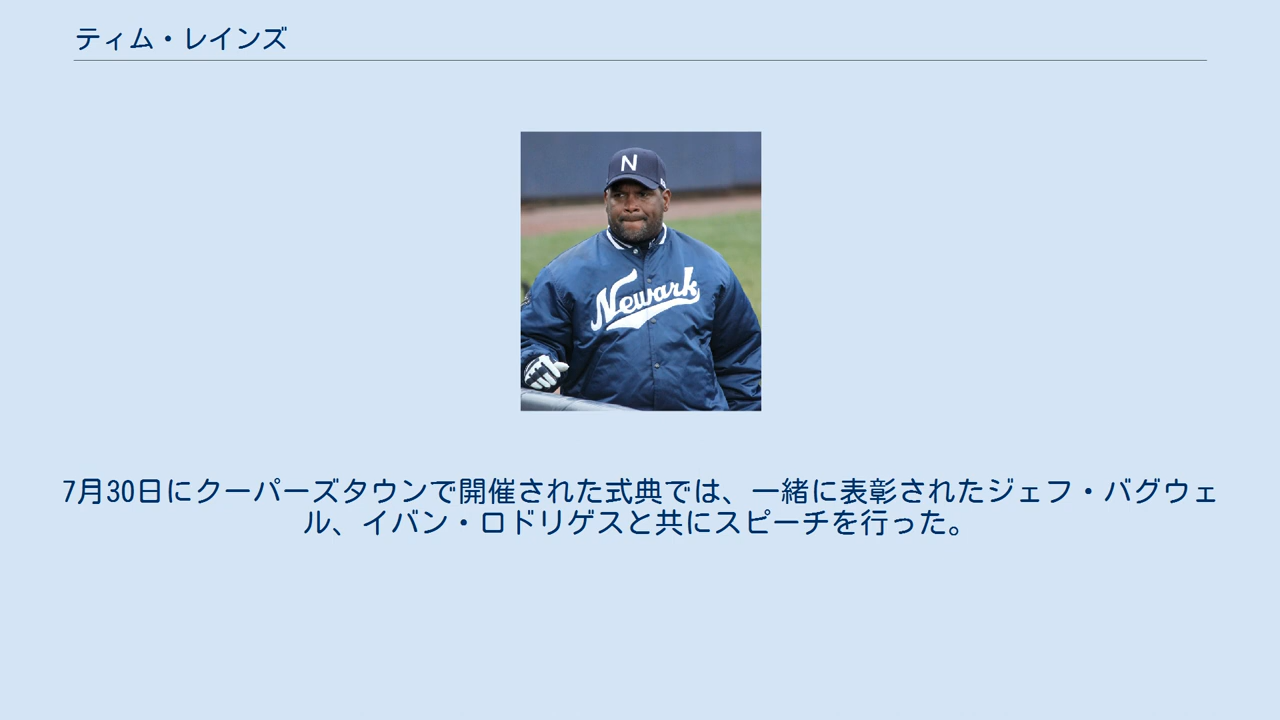 ティム・レインズ
N
Newark
7月30日にクーパーズタウンで開催された式典では、一緒に表彰されたジェフ・バグウェ
ル、イバン・ロドリゲスと共にスピーチを行った。